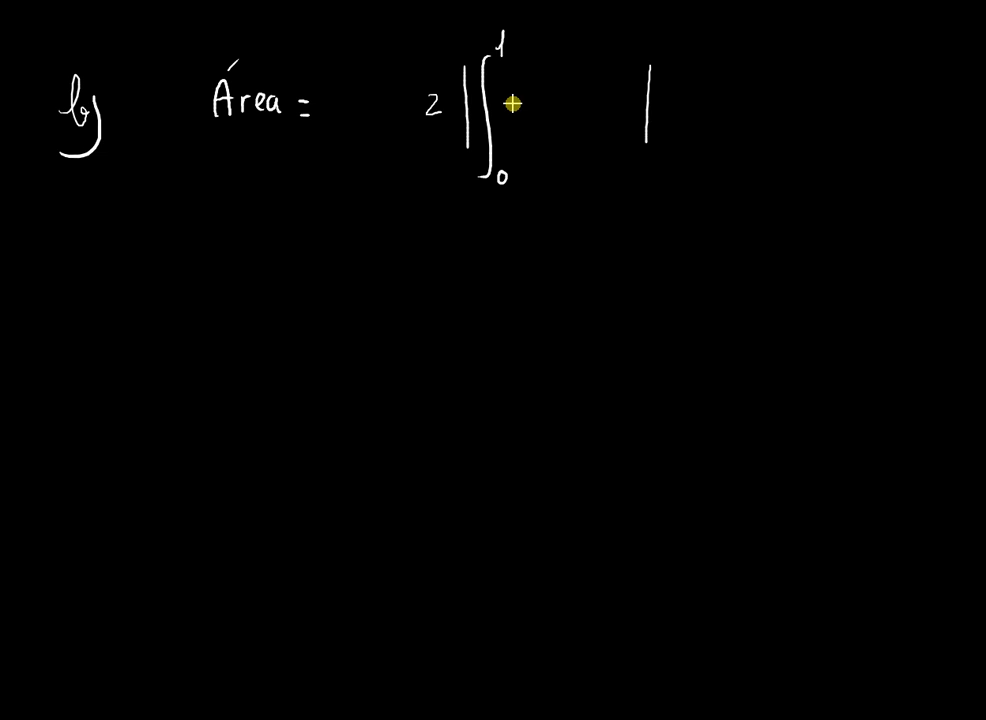 b) Área = 2 | ∫₀¹ |